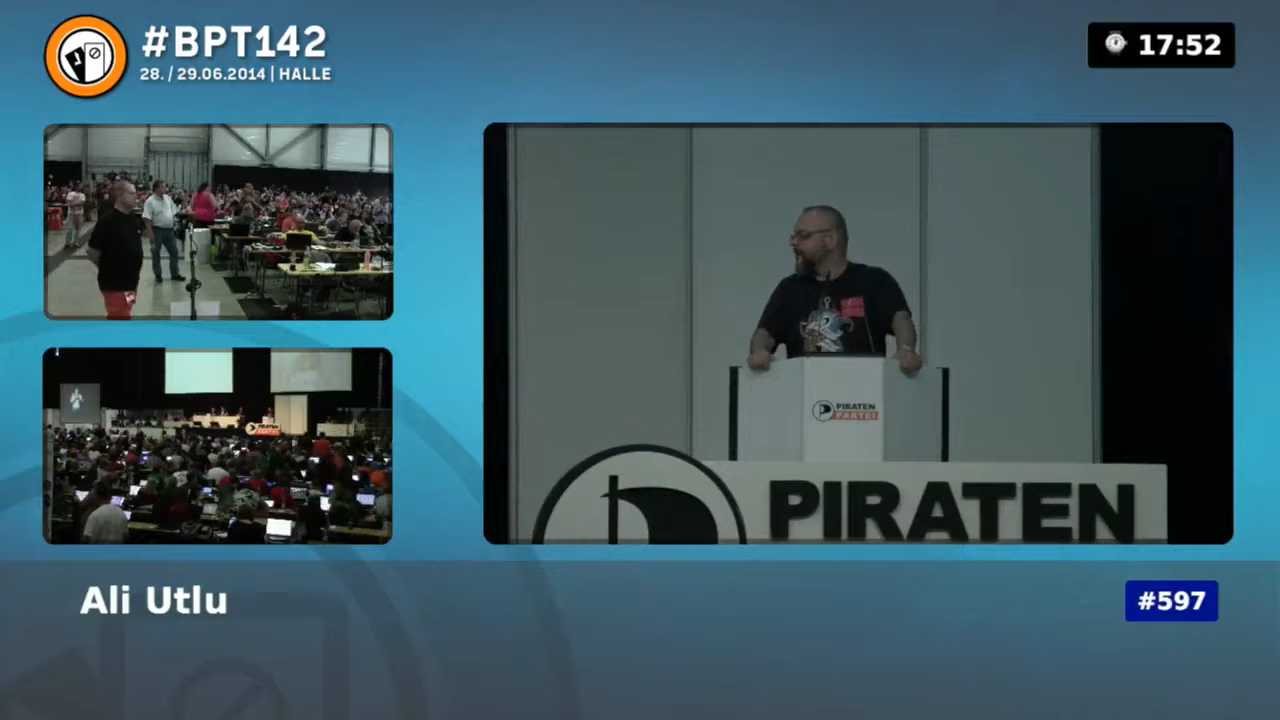 #BPT142
28. / 29.06.2014 | HALLE
17:52
PIRATEN
PARTEI
PIRATEN
Ali Utlu
#597